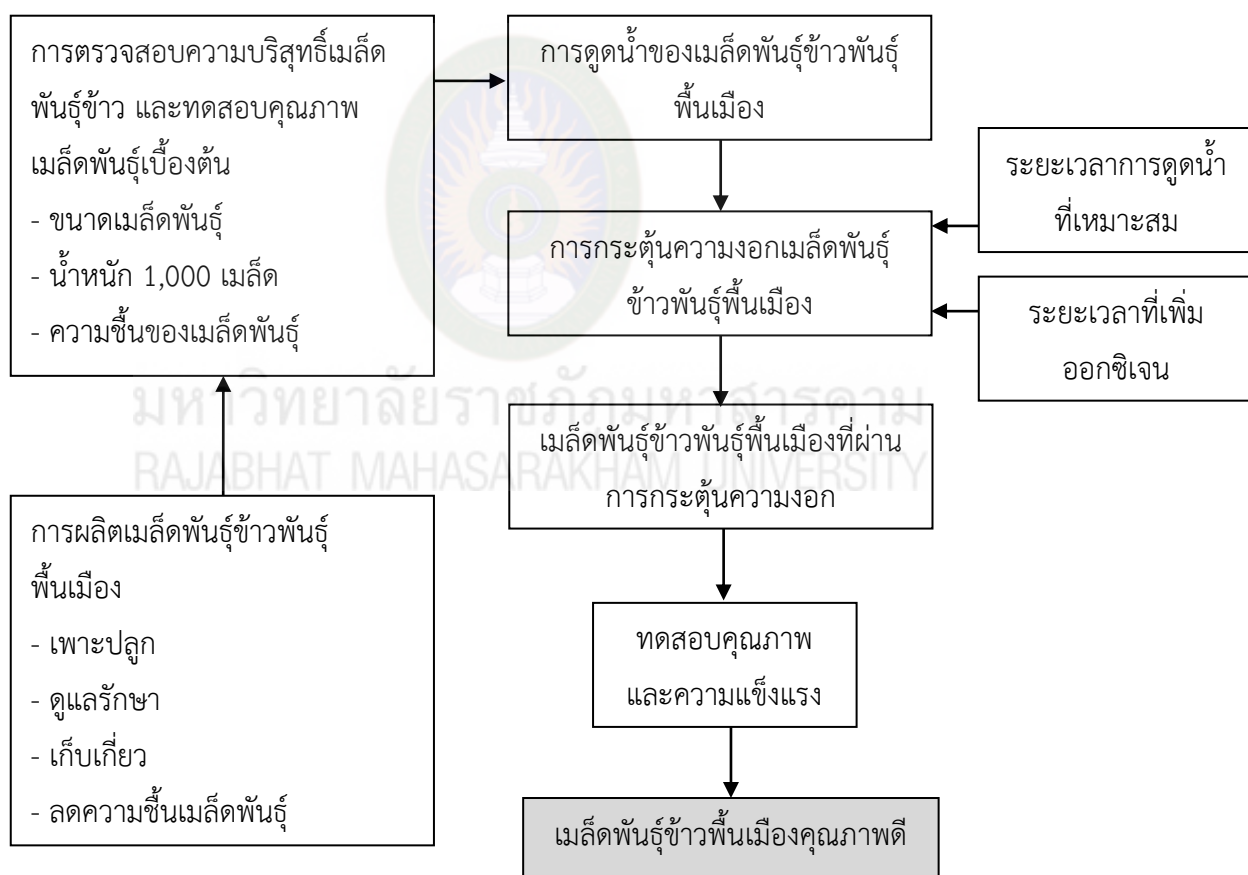 การตรวจสอบความบริสุทธิ์เมล็ด
พันธุ์ข้าว และทดสอบคุณภาพ
เมล็ดพันธุ์เบื้องต้น
- ขนาดเมล็ดพันธุ์
- น้ำหนัก 1,000 เมล็ด
- ความชื้นของเมล็ดพันธุ์
การดูดน้ำของเมล็ดพันธุ์ข้าวพันธุ์
พื้นเมือง
ระยะเวลาการดูดน้ำ
ที่เหมาะสม
การกระตุ้นความงอกเมล็ดพันธุ์
ข้าวพันธุ์พื้นเมือง
ระยะเวลาที่เพิ่ม
ออกซิเจน
มหาวิทยาลัยราชภัฏมหาสารคาม
RAJABHAT MAHASARAKHAM UNIVERSITY
เมล็ดพันธุ์ข้าวพันธุ์พื้นเมืองที่ผ่าน
การกระตุ้นความงอก
การผลิตเมล็ดพันธุ์ข้าวพันธุ์
พื้นเมือง
- เพาะปลูก
- ดูแลรักษา
- เก็บเกี่ยว
- ลดความชื้นเมล็ดพันธุ์
ทดสอบคุณภาพ
และความแข็งแรง
เมล็ดพันธุ์ข้าวพื้นเมืองคุณภาพดี